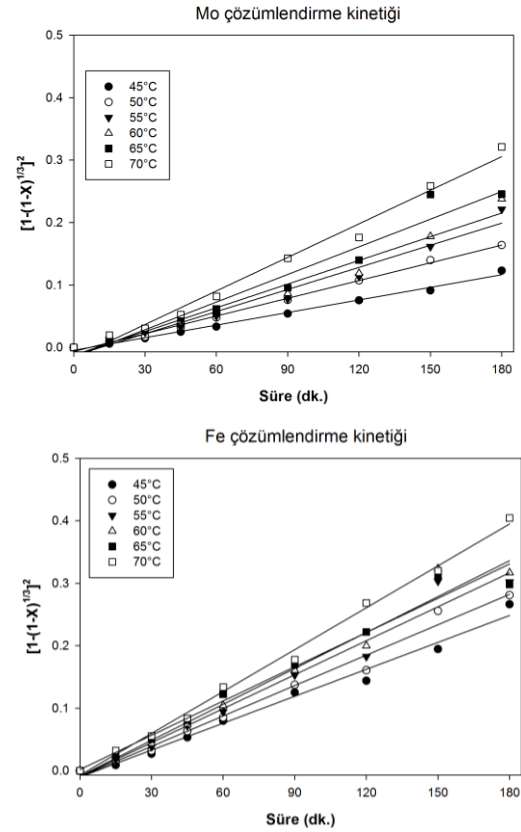 Mo çözümlendirme kinetiği
0.5
0.4
0.3
0.2
0.1
0.0
[1-(1-X)^1/3]^2
45°C
50°C
55°C
60°C
65°C
70°C
0 30 60 90 120 150 180
Süre (dk.)
Fe çözümlendirme kinetiği
0.5
0.4
0.3
0.2
0.1
0.0
[1-(1-X)^1/3]^2
45°C
50°C
55°C
60°C
65°C
70°C
0 30 60 90 120 150 180
Süre (dk.)